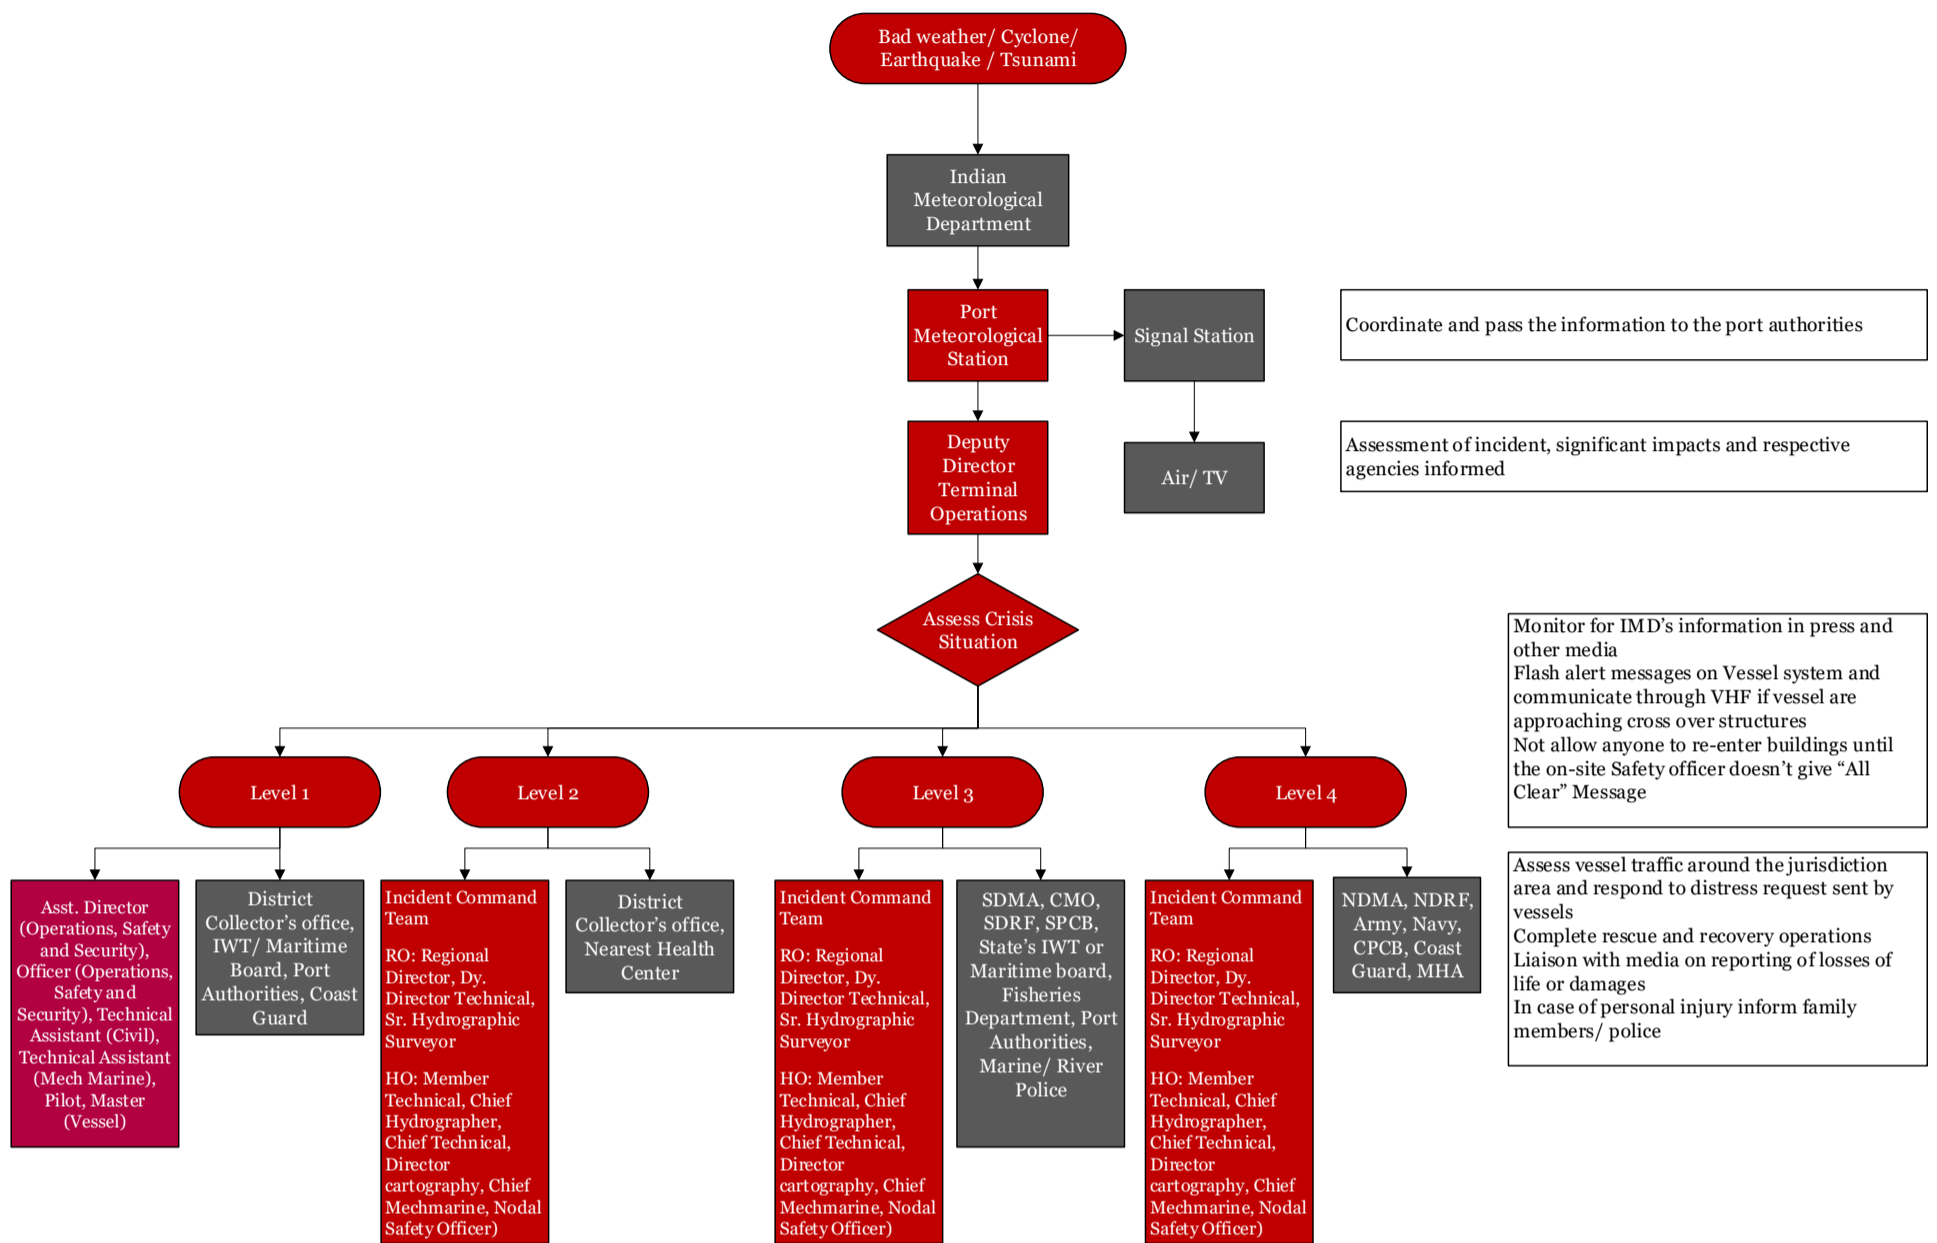 Bad weather/ Cyclone/
Earthquake / Tsunami
Indian
Meteorological
Department
Port
Meteorological
Station
Signal Station
Coordinate and pass the information to the port authorities
Deputy
Director
Terminal
Operations
Air/ TV
Assessment of incident, significant impacts and respective
agencies informed
Assess Crisis
Situation
Monitor for IMD's information in press and
other media
Flash alert messages on Vessel system and
communicate through VHF if vessel are
approaching cross over structures
Not allow anyone to re-enter buildings until
the on-site Safety officer doesn't give “All
Clear” Message
Level 1
Level 2
Level 3
Level 4
Asst. Director
(Operations, Safety
and Security),
Officer (Operations,
Safety and
Security), Technical
Assistant (Civil),
Technical Assistant
(Mech Marine),
Pilot, Master
(Vessel)
District
Collector's office,
IWT/ Maritime
Board, Port
Authorities, Coast
Guard
Incident Command
Team
RO: Regional
Director, Dy.
Director Technical,
Sr. Hydrographic
Surveyor
HO: Member
Technical, Chief
Hydrographer,
Chief Technical,
Director
cartography, Chief
Mechmarine, Nodal
Safety Officer)
District
Collector's office,
Nearest Health
Center
Incident Command
Team
RO: Regional
Director, Dy.
Director Technical,
Sr. Hydrographic
Surveyor
HO: Member
Technical, Chief
Hydrographer,
Chief Technical,
Director
cartography, Chief
Mechmarine, Nodal
Safety Officer)
SDMA, CMO,
SDRF, SPCB,
State's IWT or
Maritime board,
Fisheries
Department, Port
Authorities,
Marine/ River
Police
Incident Command
Team
RO: Regional
Director, Dy.
Director Technical,
Sr. Hydrographic
Surveyor
HO: Member
Technical, Chief
Hydrographer,
Chief Technical,
Director
cartography, Chief
Mechmarine, Nodal
Safety Officer)
NDMA, NDRF,
Army, Navy,
CPCB, Coast
Guard, MHA
Assess vessel traffic around the jurisdiction
area and respond to distress request sent by
vessels
Complete rescue and recovery operations
Liaison with media on reporting of losses of
life or damages
In case of personal injury inform family
members/ police